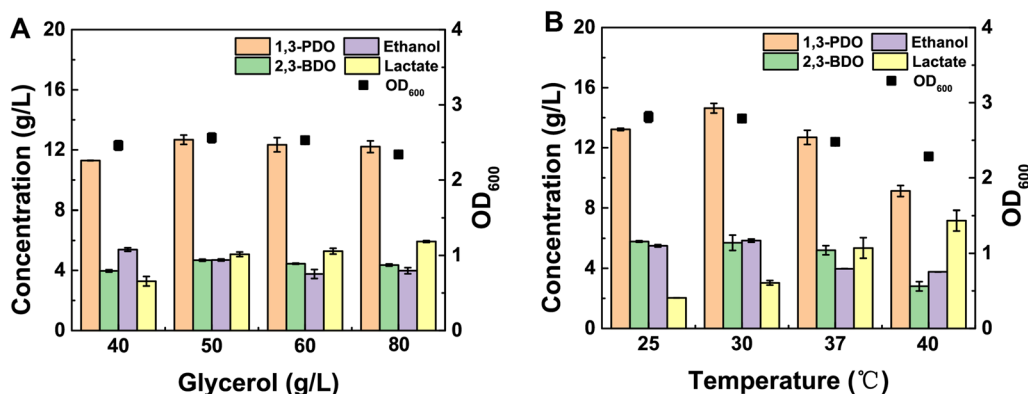 A
Concentration (g/L)
20
16
12
8
4
0
1,3-PDO
Ethanol
2,3-BDO
Lactate
OD600
4
3
2
1
0
OD600
40
50
60
80
Glycerol (g/L)
B
Concentration (g/L)
20
16
12
8
4
0
1,3-PDO
Ethanol
2,3-BDO
Lactate
OD600
4
3
2
1
0
OD600
25
30
37
40
Temperature (℃)